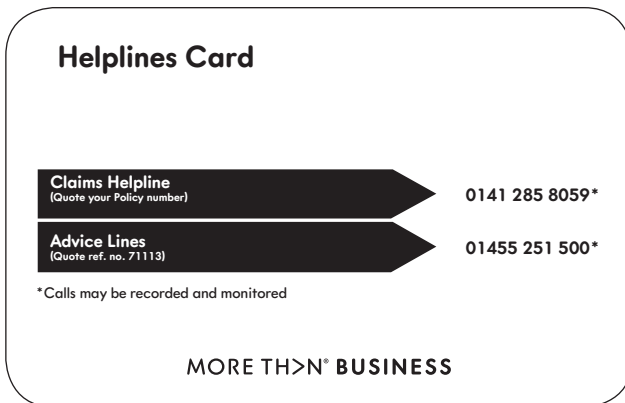 Helplines Card
Claims Helpline
(Quote your Policy number)
0141 285 8059*
Advice Lines
(Quote ref. no. 71113)
01455 251 500*
*Calls may be recorded and monitored
MORE TH>N® BUSINESS